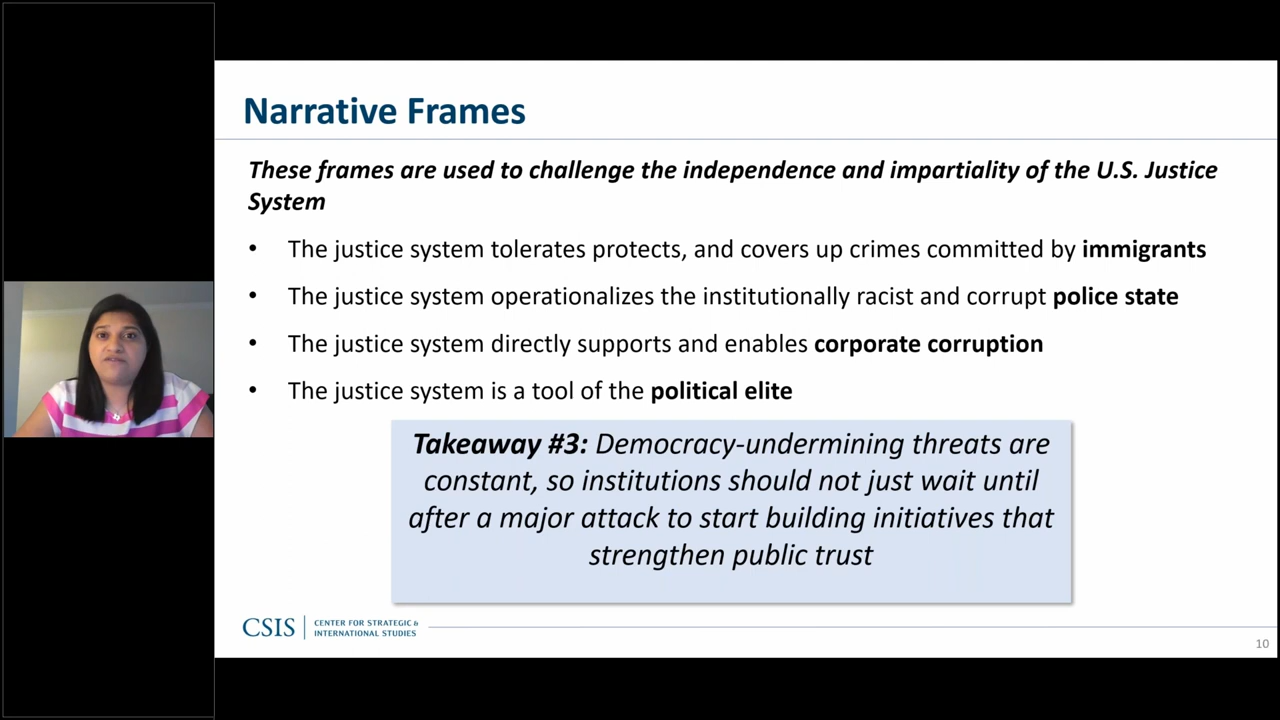 Narrative Frames
These frames are used to challenge the independence and impartiality of the U.S. Justice
System
• The justice system tolerates protects, and covers up crimes committed by immigrants
• The justice system operationalizes the institutionally racist and corrupt police state
• The justice system directly supports and enables corporate corruption
• The justice system is a tool of the political elite
Takeaway #3: Democracy-undermining threats are
constant, so institutions should not just wait until
after a major attack to start building initiatives that
strengthen public trust
CSIS | CENTER FOR STRATEGIC &
INTERNATIONAL STUDIES
10